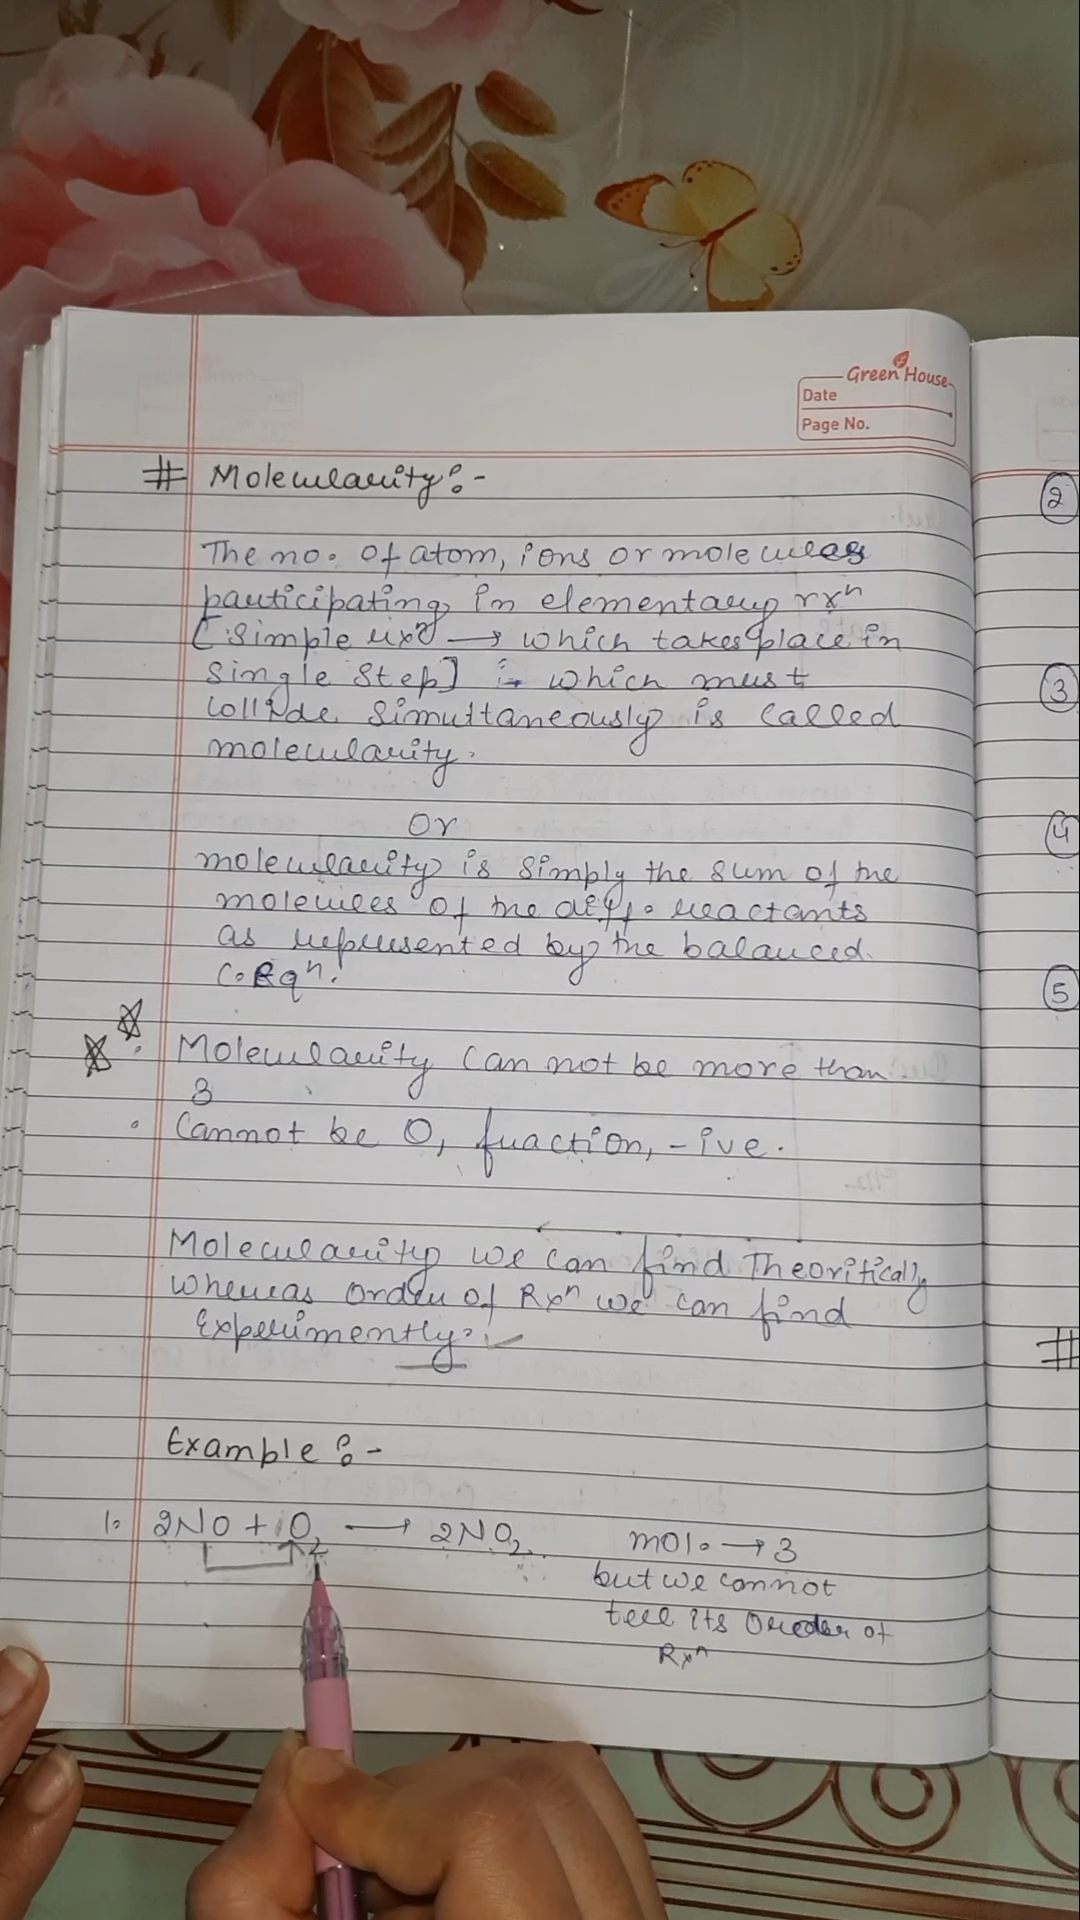 Green House
Date
Page No.
# Molecularity :-
The no. of atom, ions or molecules
participating in elementary rxn
[simple rxn → which takes place in
single step] which must
collide simultaneously is called
molecularity.
Or
molecularity is simply the sum of the
molecules of the diff. reactants
as represented by the balanced
C. Eqn.
Molecularity can not be more than
3
Cannot be 0, fraction, -ive.
Molecularity we can find Theoritically
whereas order of Rxn we can find
Experimently.
Example :-
1. 2NO + O2 → 2NO2
mol. → 3
but we cannot
tell its Oreder of
Rxn
2
3
4
5
#